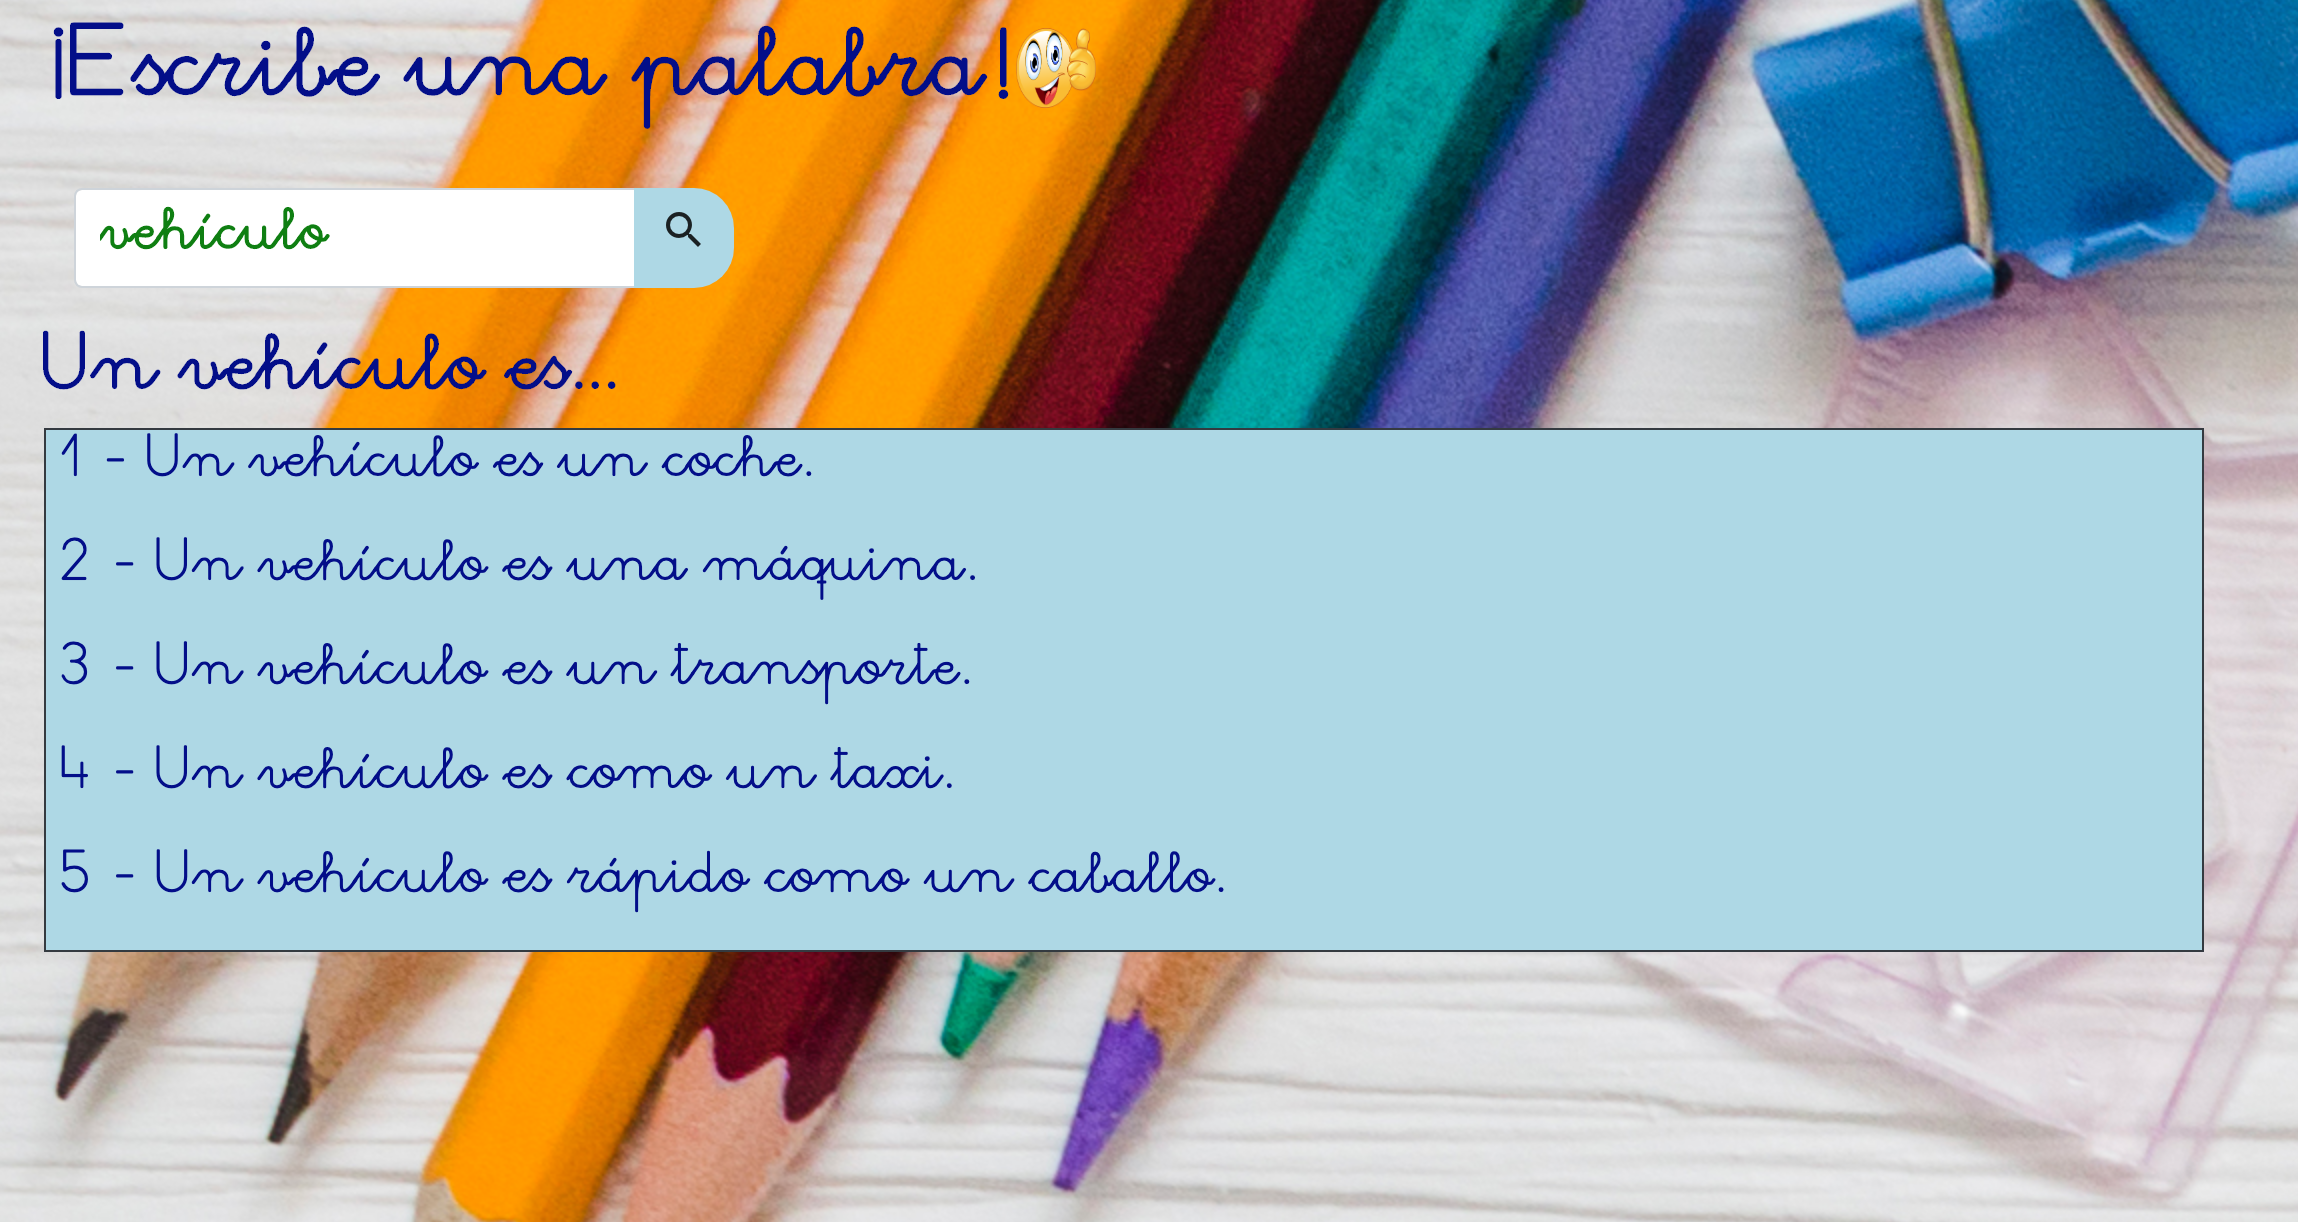 ¡Escribe una palabra!
vehículo
Un vehículo es...
1 - Un vehículo es un coche.
2 - Un vehículo es una máquina.
3 - Un vehículo es un transporte.
4 - Un vehículo es como un taxi.
5 - Un vehículo es rápido como un caballo.